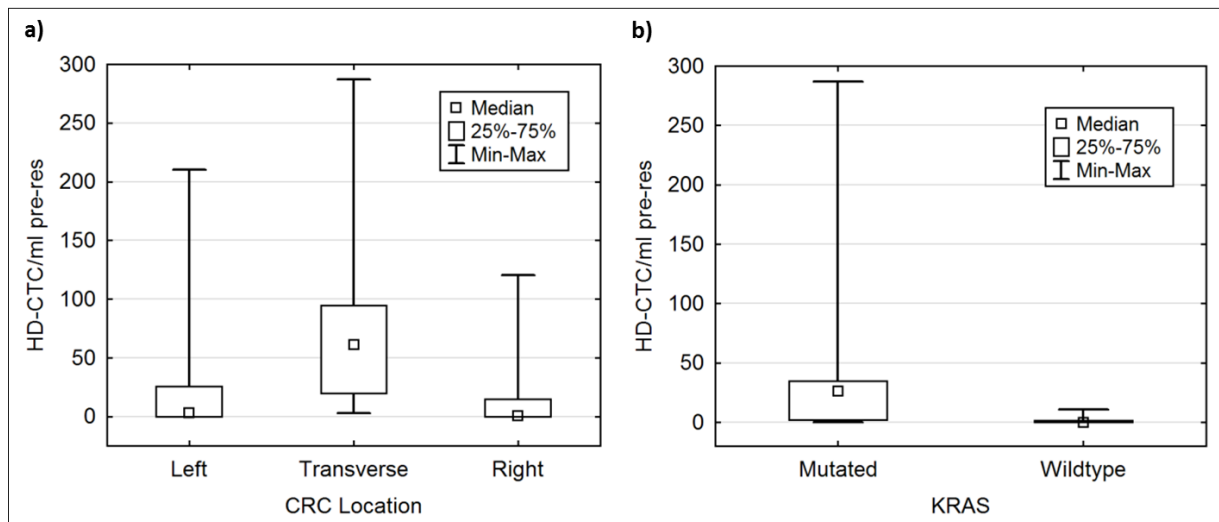 a)
HD-CTC/ml pre-res
300
250
200
150
100
50
0
Median
25%-75%
Min-Max
Left Transverse Right
CRC Location
b)
HD-CTC/ml pre-res
300
250
200
150
100
50
0
Median
25%-75%
Min-Max
Mutated Wildtype
KRAS